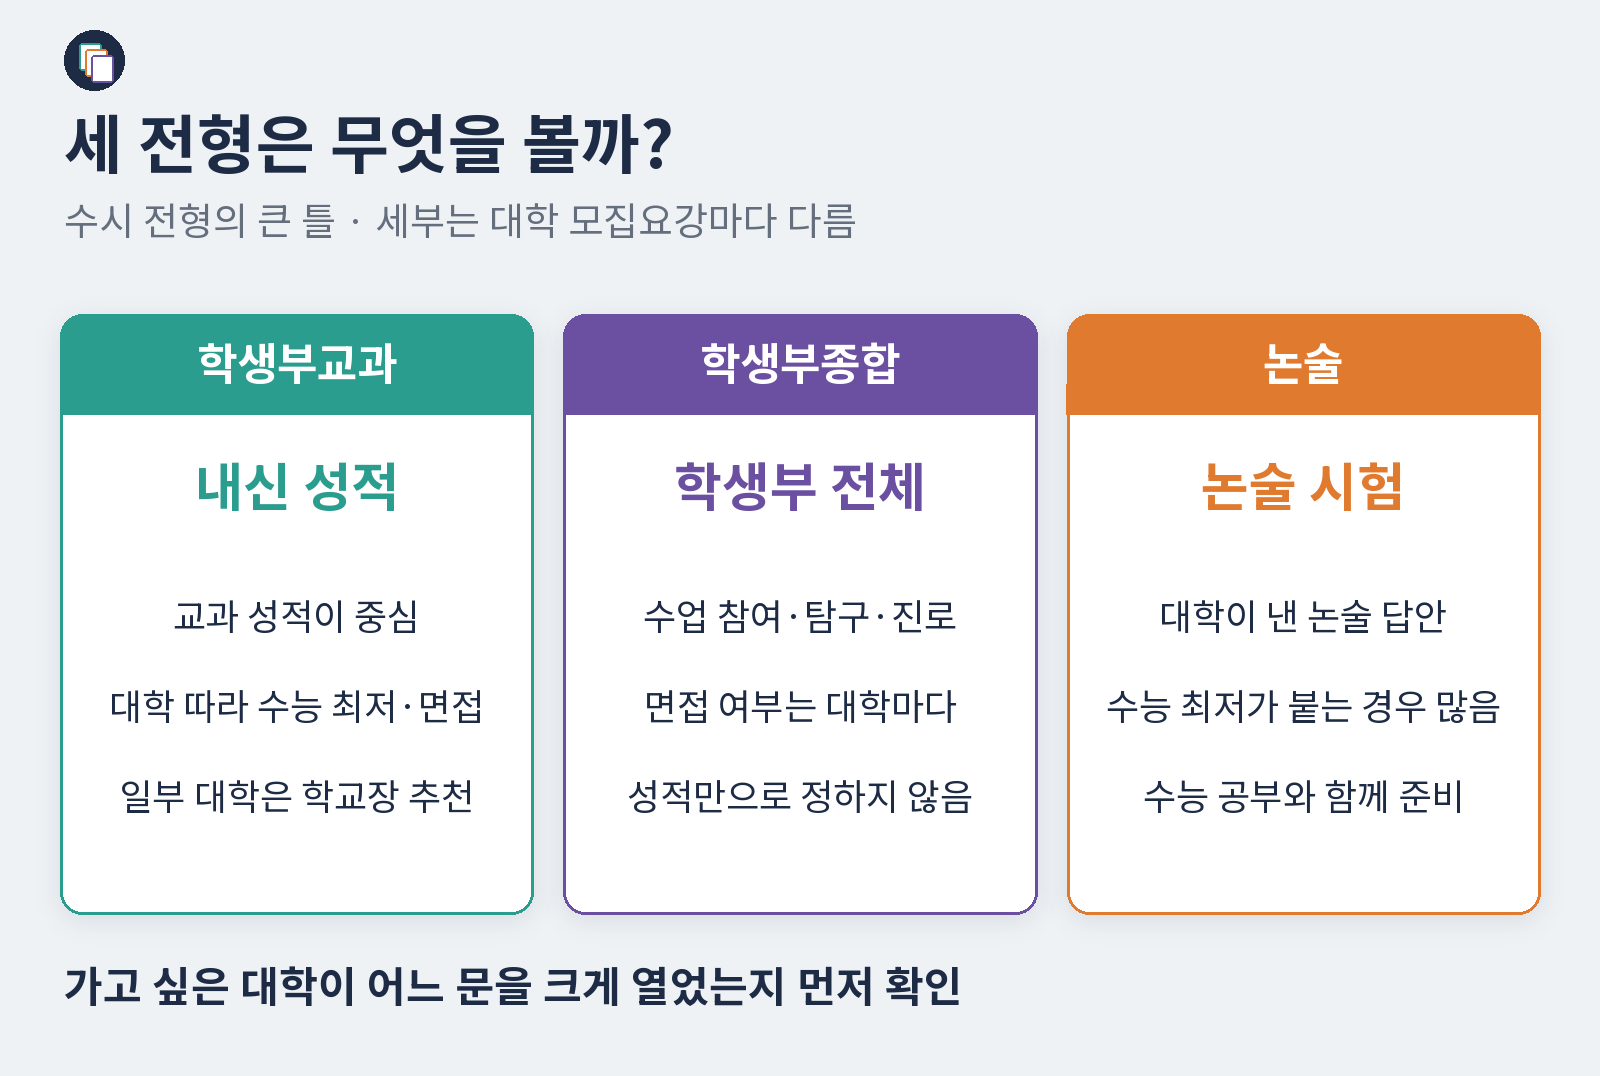 세 전형은 무엇을 볼까?
수시 전형의 큰 틀 · 세부는 대학 모집요강마다 다름
학생부교과
내신 성적
교과 성적이 중심
대학 따라 수능 최저·면접
일부 대학은 학교장 추천
학생부종합
학생부 전체
수업 참여·탐구·진로
면접 여부는 대학마다
성적만으로 정하지 않음
논술
논술 시험
대학이 낸 논술 답안
수능 최저가 붙는 경우 많음
수능 공부와 함께 준비
가고 싶은 대학이 어느 문을 크게 열었는지 먼저 확인